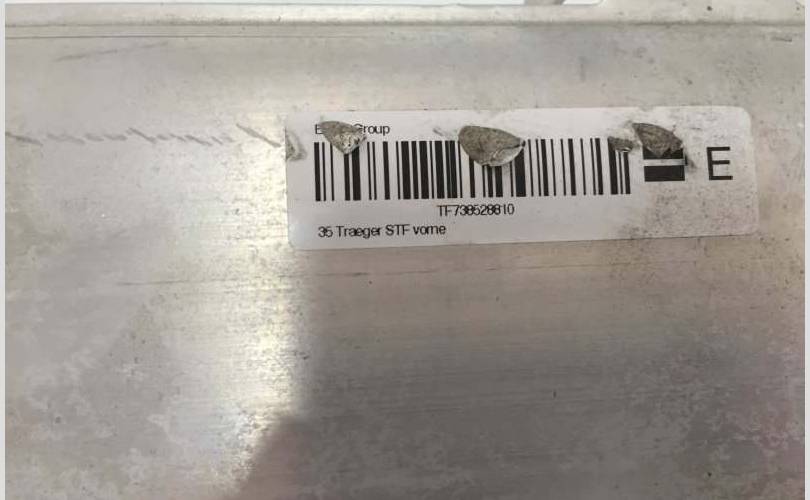 Group
E
TF738528810
35 Traeger STF vorne